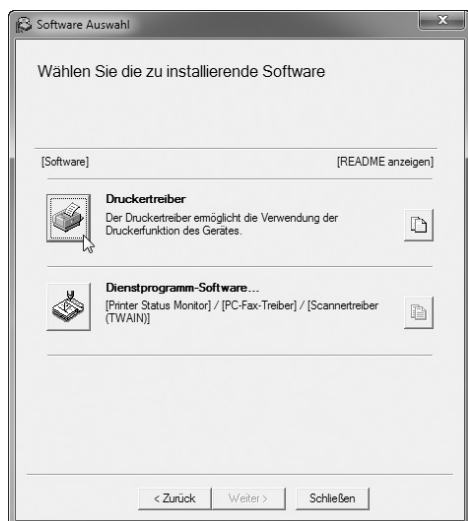 Software Auswahl
Wählen Sie die zu installierende Software
[Software] [README anzeigen]
Druckertreiber
Der Druckertreiber ermöglicht die Verwendung der
Druckerfunktion des Gerätes.
Dienstprogramm-Software...
[Printer Status Monitor] / [PC-Fax-Treiber] / [Scannertreiber
(TWAIN)]
< Zurück Weiter > Schließen